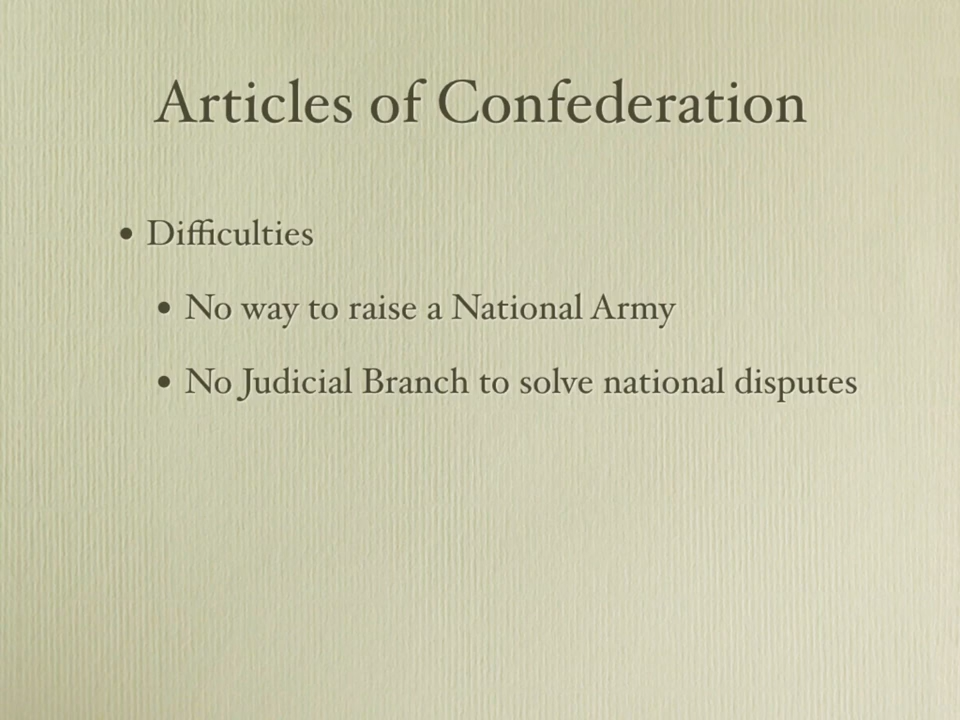 Articles of Confederation
• Difficulties
• No way to raise a National Army
• No Judicial Branch to solve national disputes